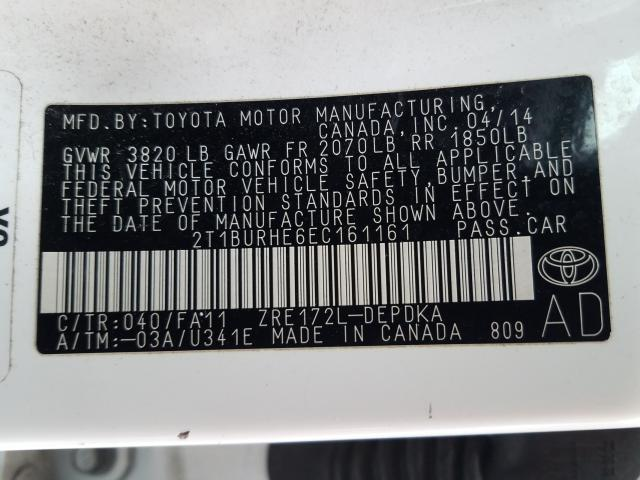 MFD.BY:TOYOTA MOTOR MANUFACTURING,
CANADA, INC. 04/14
GVWR 3820 LB GAWR FR 2070LB RR 1850LB
THIS VEHICLE CONFORMS TO ALL APPLICABLE
FEDERAL MOTOR VEHICLE SAFETY, BUMPER, AND
THEFT PREVENTION STANDARDS IN EFFECT ON
THE DATE OF MANUFACTURE SHOWN ABOVE.
2T1BURHE6EC161161 PASS.CAR
C/TR:040/FA11 ZRE172L-DEPDKA
A/TM:-03A/U341E MADE IN CANADA 809
AD